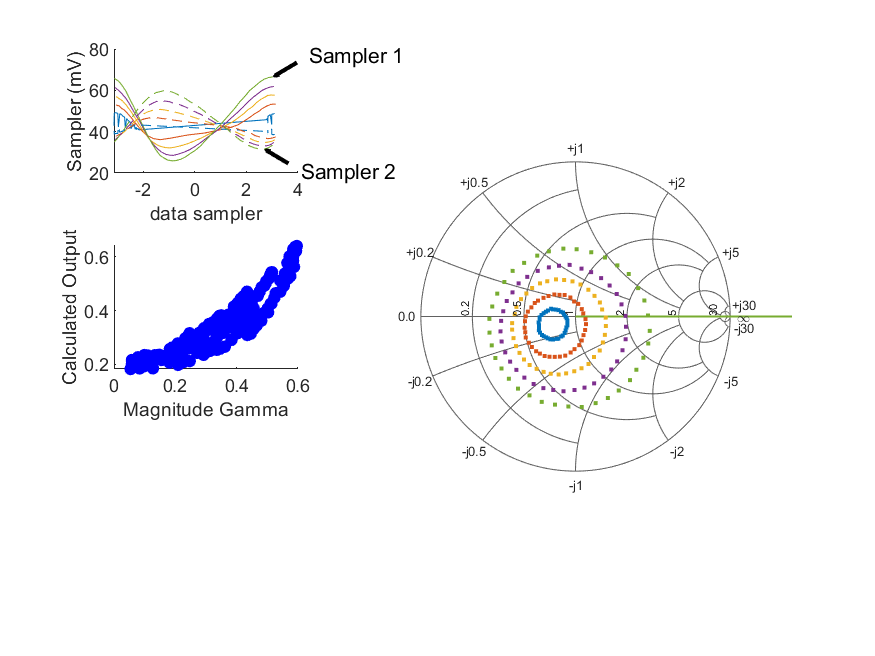 80
60
40
20
Sampler (mV)
-2
0
2
4
data sampler
Sampler 1
Sampler 2
0.6
0.4
0.2
Calculated Output
0
0.2
0.4
0.6
Magnitude Gamma
+j1
+j0.5
+j2
+j0.2
+j5
0.0
0.2
0.5
1
2
5
30
+j30
-j30
-j0.2
-j5
-j0.5
-j2
-j1